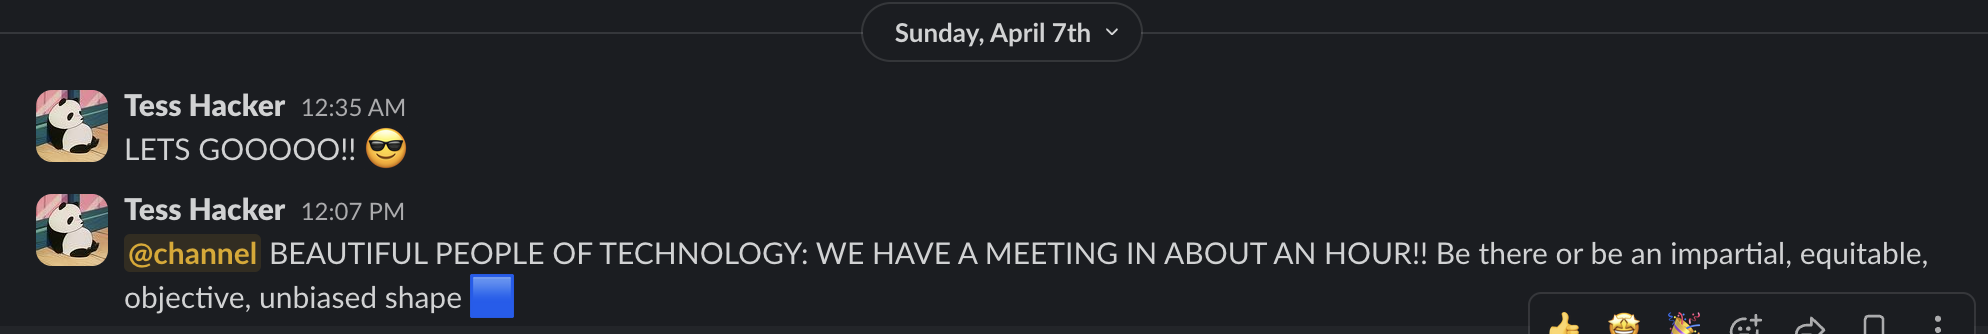 Sunday, April 7th
Tess Hacker 12:35 AM
LETS GOOOOO!! 😎
Tess Hacker 12:07 PM
@channel BEAUTIFUL PEOPLE OF TECHNOLOGY: WE HAVE A MEETING IN ABOUT AN HOUR!! Be there or be an impartial, equitable,
objective, unbiased shape 🟦